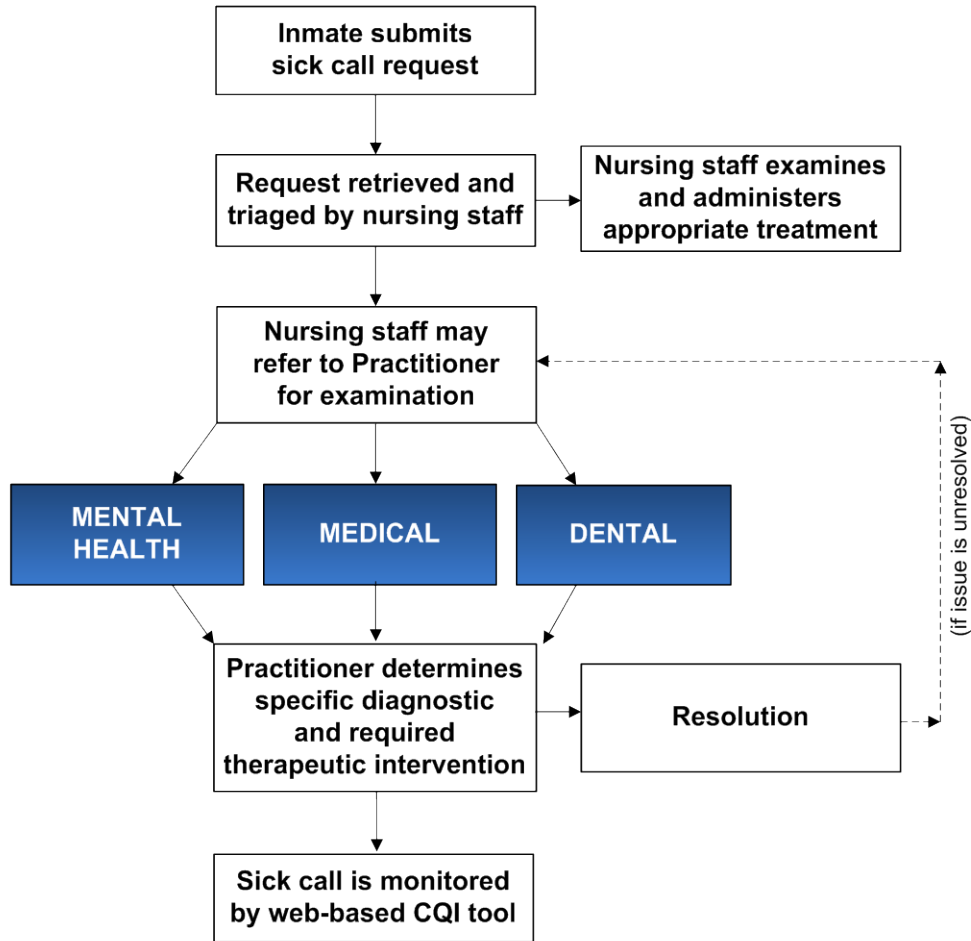 Inmate submits
sick call request
Request retrieved and
triaged by nursing staff
Nursing staff examines
and administers
appropriate treatment
Nursing staff may
refer to Practitioner
for examination
MENTAL
HEALTH
MEDICAL
DENTAL
(if issue is unresolved)
Practitioner determines
specific diagnostic
and required
therapeutic intervention
Resolution
Sick call is monitored
by web-based CQI tool